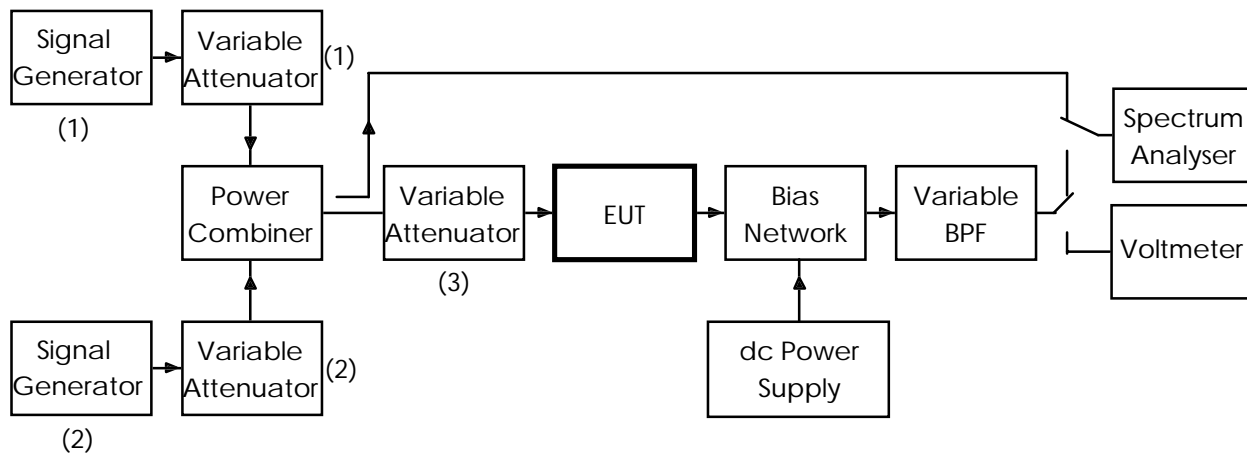 Signal
Generator
(1)
Variable
Attenuator
(1)
Spectrum
Analyser
Power
Combiner
Variable
Attenuator
(3)
EUT
Bias
Network
Variable
BPF
Voltmeter
Signal
Generator
(2)
Variable
Attenuator
(2)
dc Power
Supply